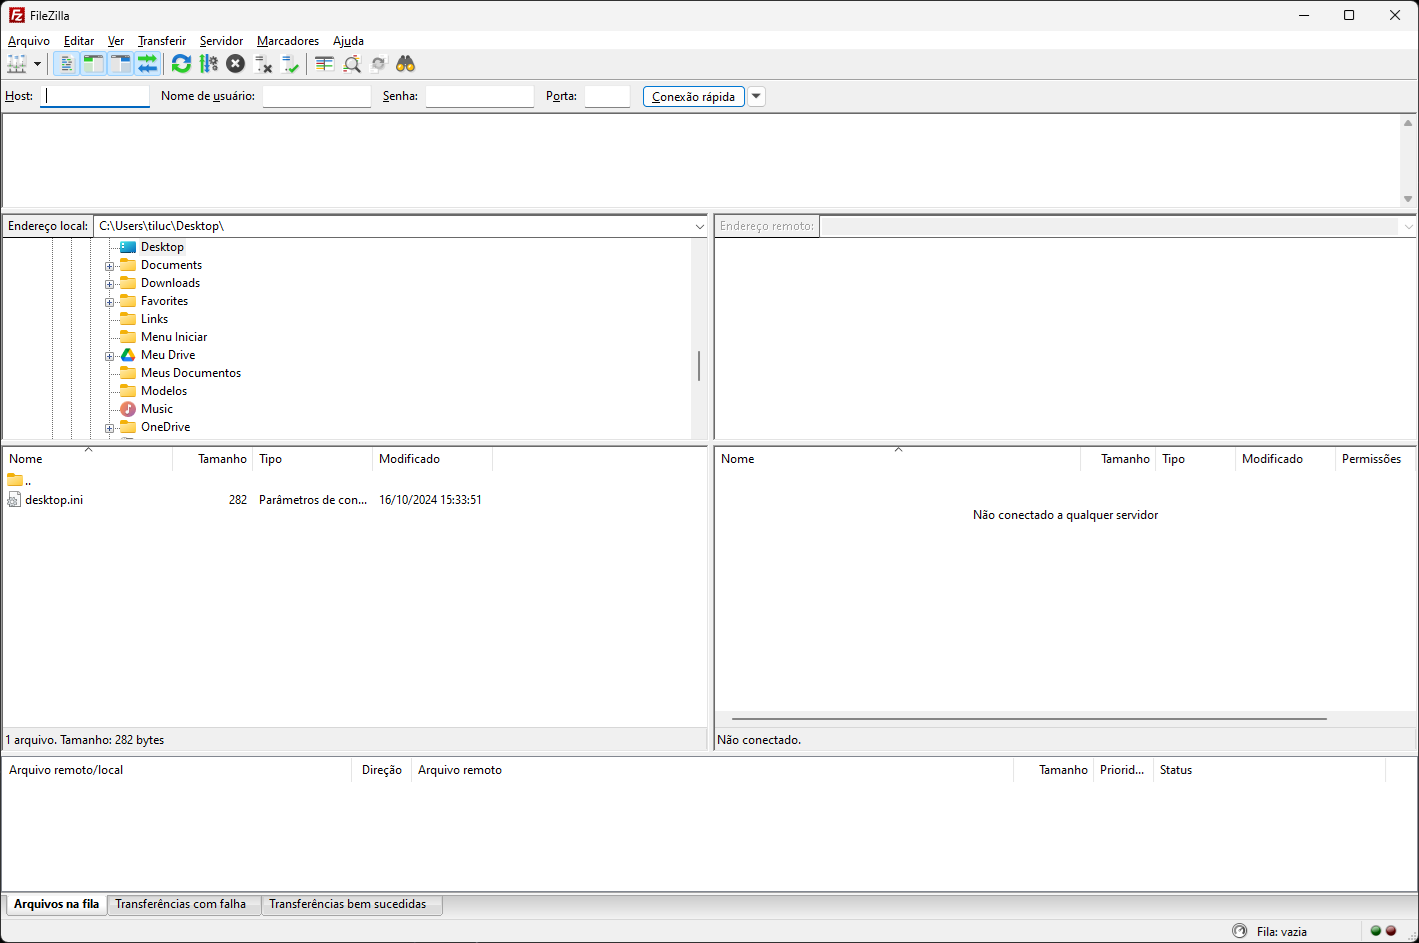 FileZilla
Arquivo Editar Ver Transferir Servidor Marcadores Ajuda
Host: Nome de usuário: Senha: Porta: Conexão rápida
Endereço local: C:\Users\tiluc\Desktop\
Endereço remoto:
Desktop
Documents
Downloads
Favorites
Links
Menu Iniciar
Meu Drive
Meus Documentos
Modelos
Music
OneDrive
Nome Tamanho Tipo Modificado
..
desktop.ini 282 Parâmetros de con... 16/10/2024 15:33:51
1 arquivo. Tamanho: 282 bytes
Nome Tamanho Tipo Modificado Permissões
Não conectado a qualquer servidor
Não conectado.
Arquivo remoto/local Direção Arquivo remoto Tamanho Priorid... Status
Arquivos na fila Transferências com falha Transferências bem sucedidas
Fila: vazia